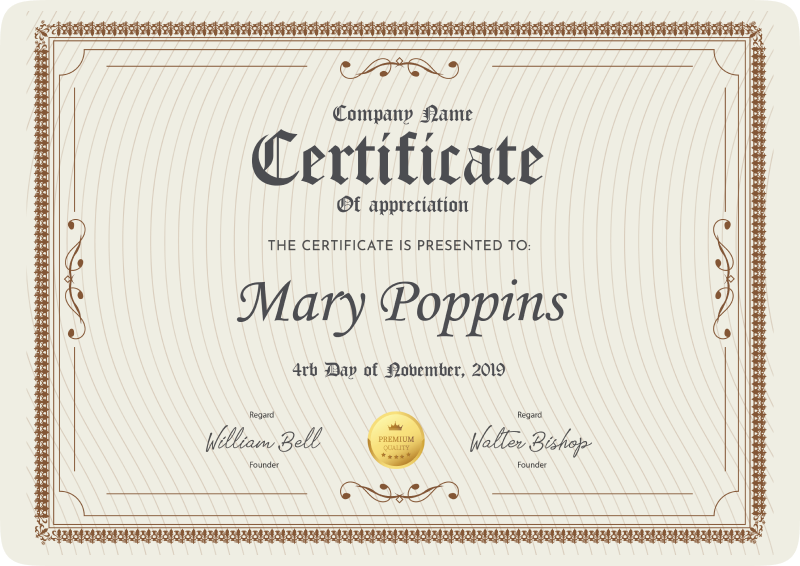 Company Name
Certificate
Of appreciation
THE CERTIFICATE IS PRESENTED TO:
Mary Poppins
4rb Day of November, 2019
Regard
William Bell
Founder
PREMIUM
QUALITY
Regard
Walter Bishop
Founder